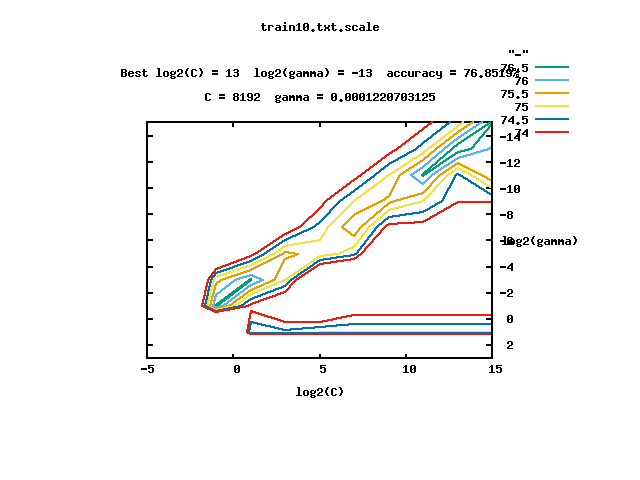 train10.txt.scale
"-"
Best log2(C) = 13 log2(gamma) = -13 accuracy = 76.8519%
76.5
76
C = 8192 gamma = 0.0001220703125
75.5
75
74.5
74
-14
-12
-10
-8
-6
log2(gamma)
-4
-2
0
2
-5 0 5 10 15
log2(C)